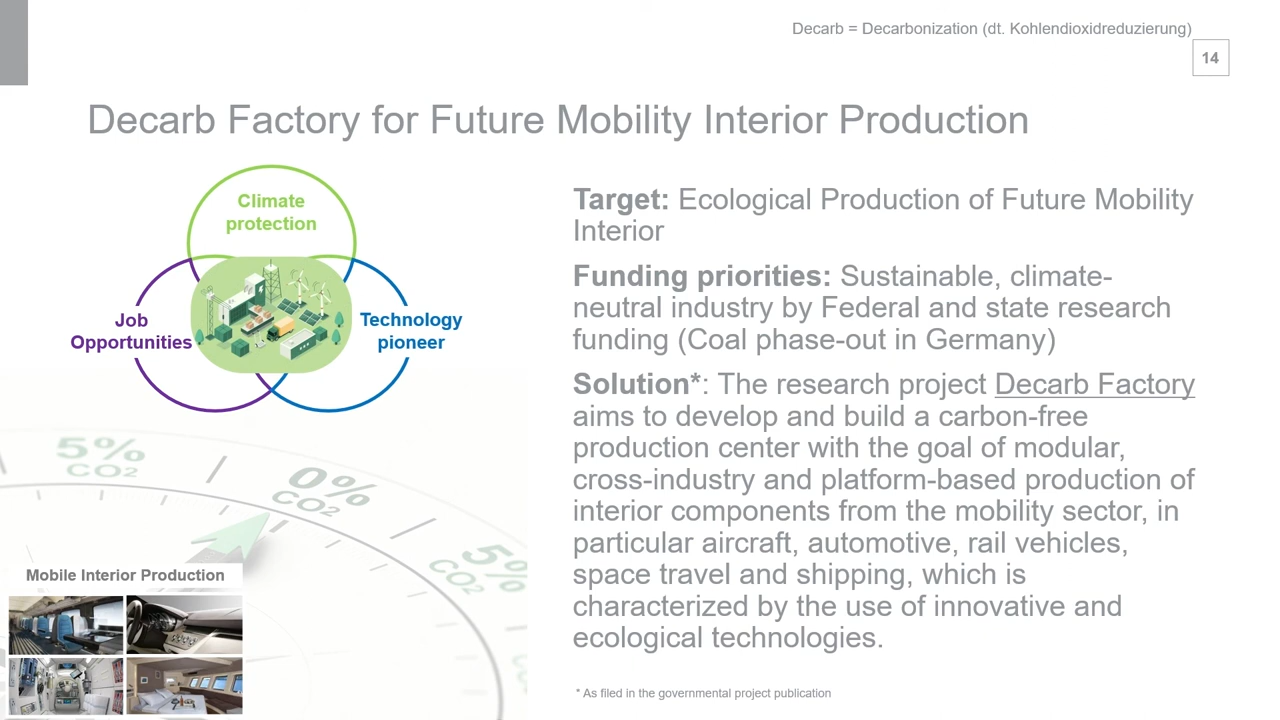 Decarb = Decarbonization (dt. Kohlendioxidreduzierung)
14
Decarb Factory for Future Mobility Interior Production
Climate
protection
Job
Opportunities
Technology
pioneer
Target: Ecological Production of Future Mobility
Interior
Funding priorities: Sustainable, climate-
neutral industry by Federal and state research
funding (Coal phase-out in Germany)
Solution*: The research project Decarb Factory
aims to develop and build a carbon-free
production center with the goal of modular,
cross-industry and platform-based production of
interior components from the mobility sector, in
particular aircraft, automotive, rail vehicles,
space travel and shipping, which is
characterized by the use of innovative and
ecological technologies.
* As filed in the governmental project publication
5%
CO2
0%
CO2
5%
CO2
Mobile Interior Production